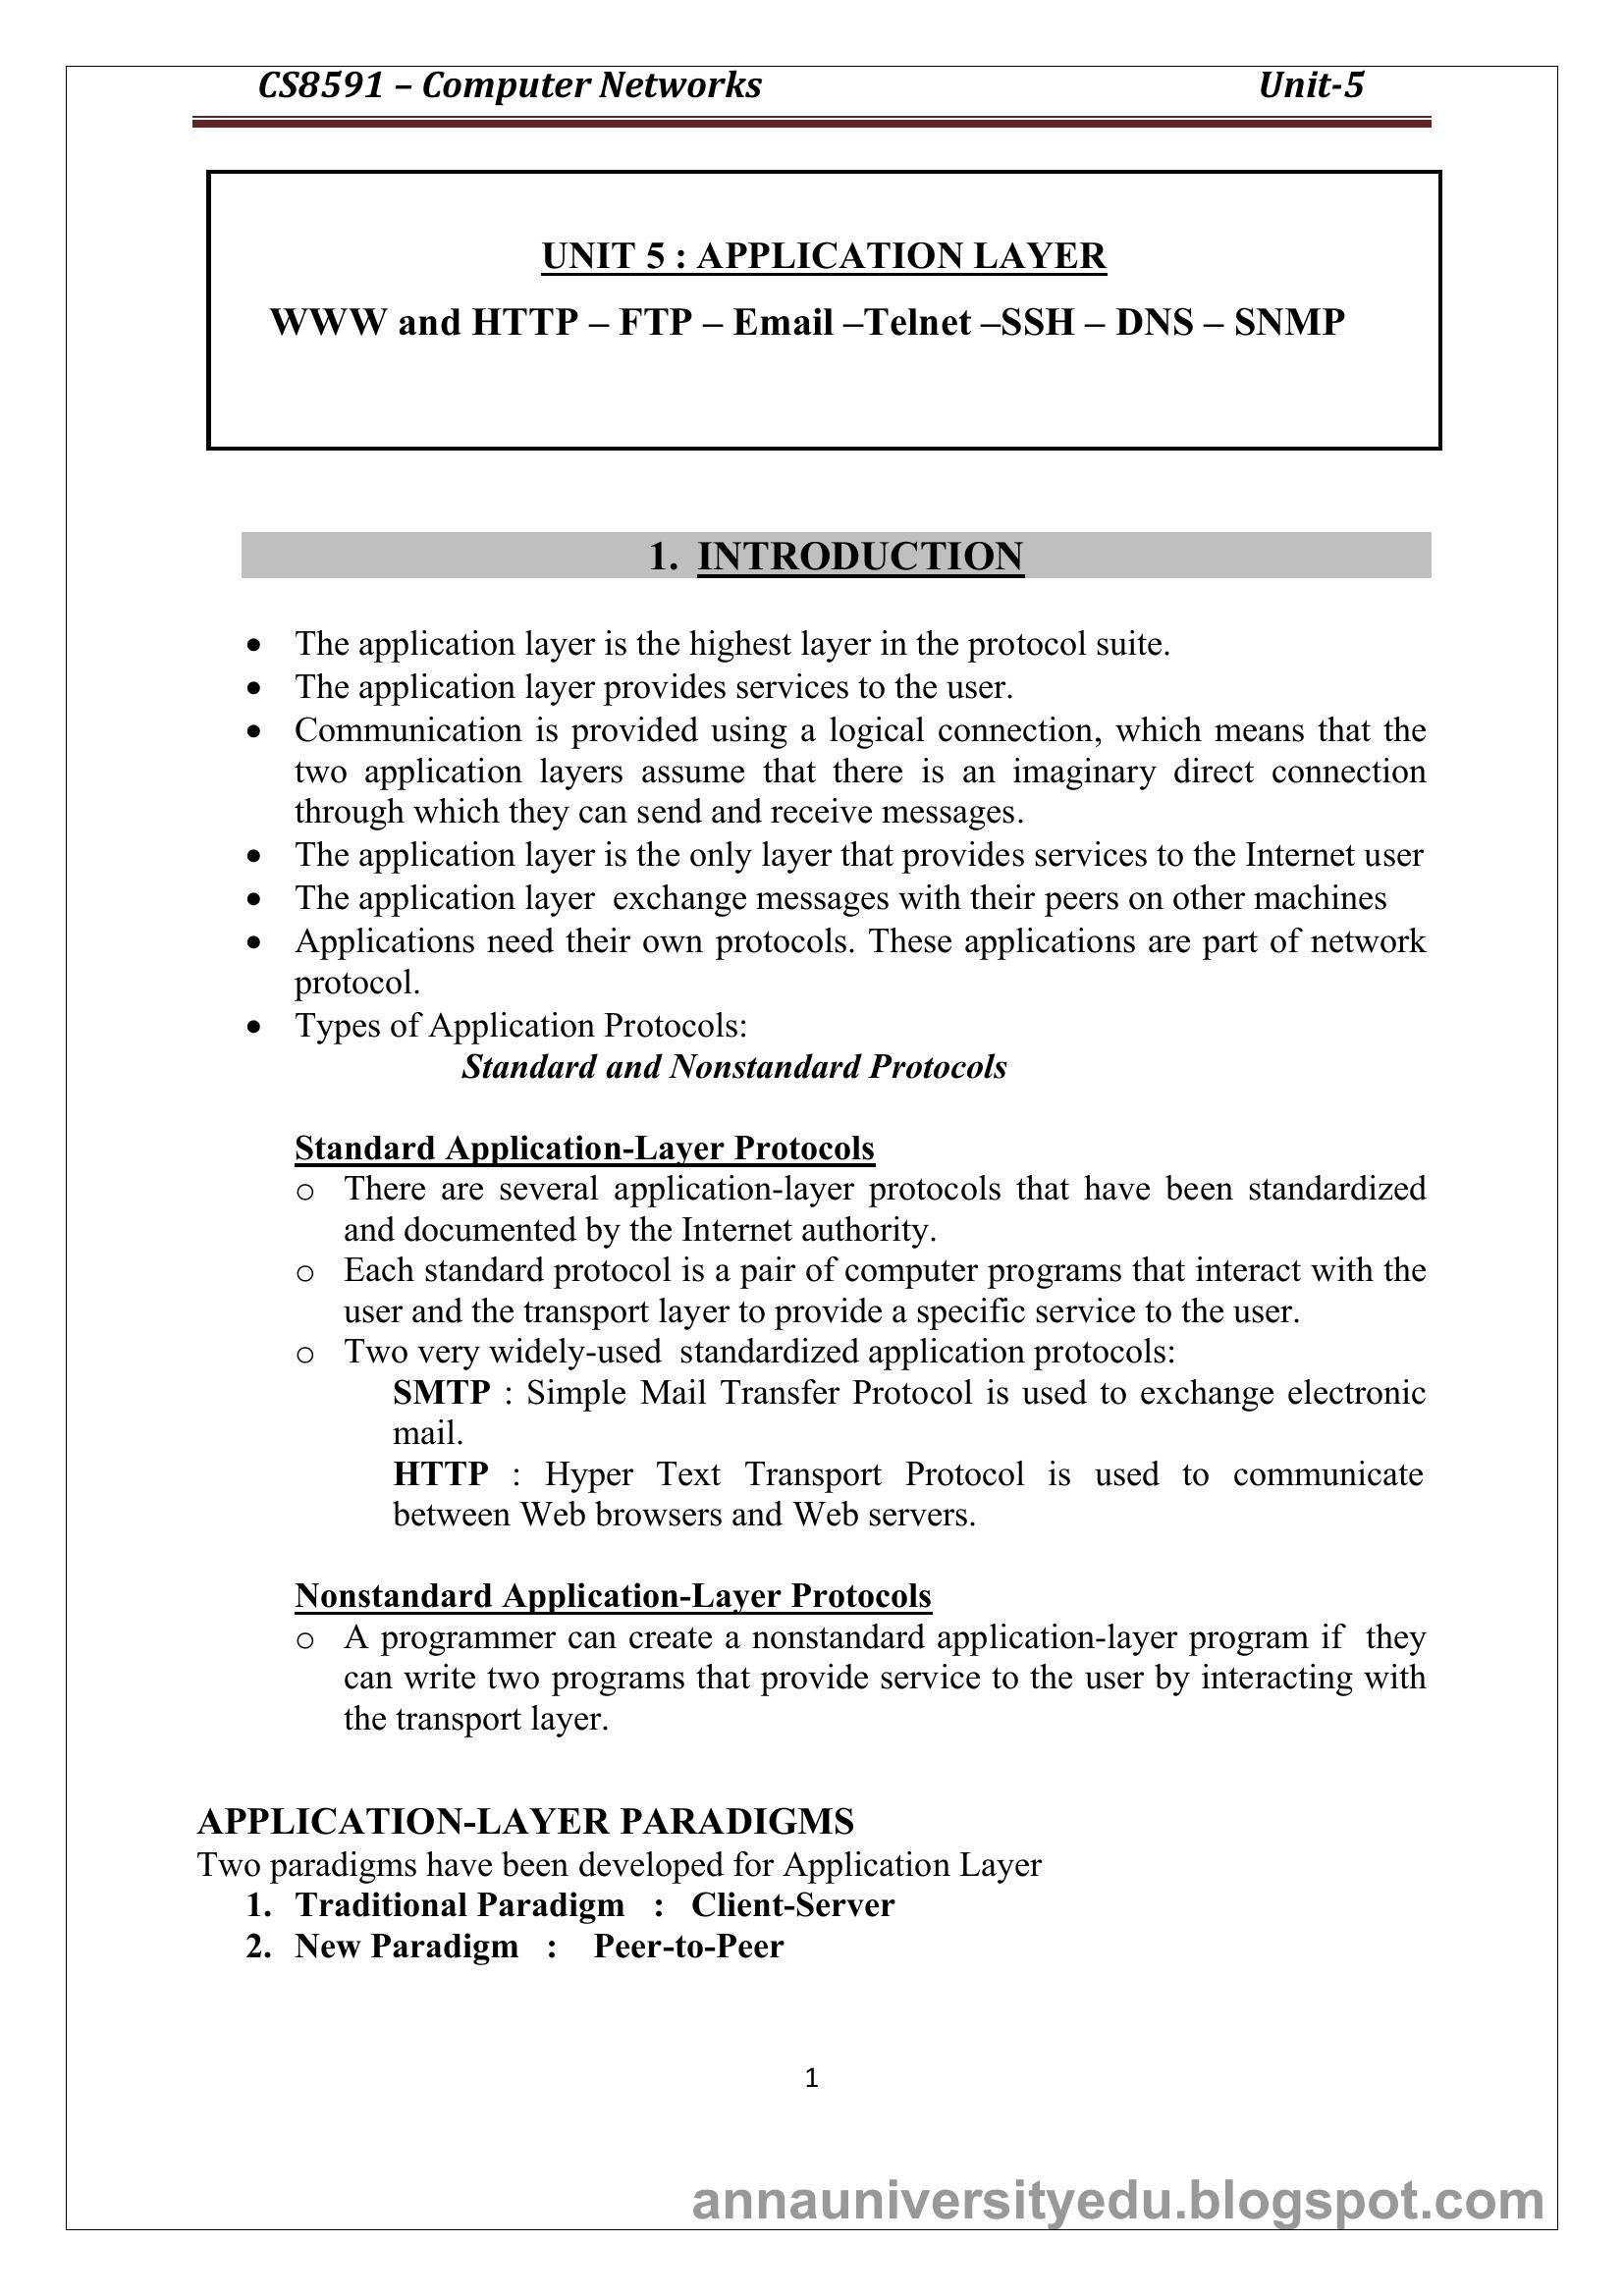 CS8591 – Computer Networks Unit-5
UNIT 5 : APPLICATION LAYER
WWW and HTTP – FTP – Email –Telnet –SSH – DNS – SNMP
1. INTRODUCTION
• The application layer is the highest layer in the protocol suite.
• The application layer provides services to the user.
• Communication is provided using a logical connection, which means that the
two application layers assume that there is an imaginary direct connection
through which they can send and receive messages.
• The application layer is the only layer that provides services to the Internet user
• The application layer exchange messages with their peers on other machines
• Applications need their own protocols. These applications are part of network
protocol.
• Types of Application Protocols:
Standard and Nonstandard Protocols
Standard Application-Layer Protocols
o There are several application-layer protocols that have been standardized
and documented by the Internet authority.
o Each standard protocol is a pair of computer programs that interact with the
user and the transport layer to provide a specific service to the user.
o Two very widely-used standardized application protocols:
SMTP : Simple Mail Transfer Protocol is used to exchange electronic
mail.
HTTP : Hyper Text Transport Protocol is used to communicate
between Web browsers and Web servers.
Nonstandard Application-Layer Protocols
o A programmer can create a nonstandard application-layer program if they
can write two programs that provide service to the user by interacting with
the transport layer.
APPLICATION-LAYER PARADIGMS
Two paradigms have been developed for Application Layer
1. Traditional Paradigm : Client-Server
2. New Paradigm : Peer-to-Peer
1
annauniversityedu.blogspot.com